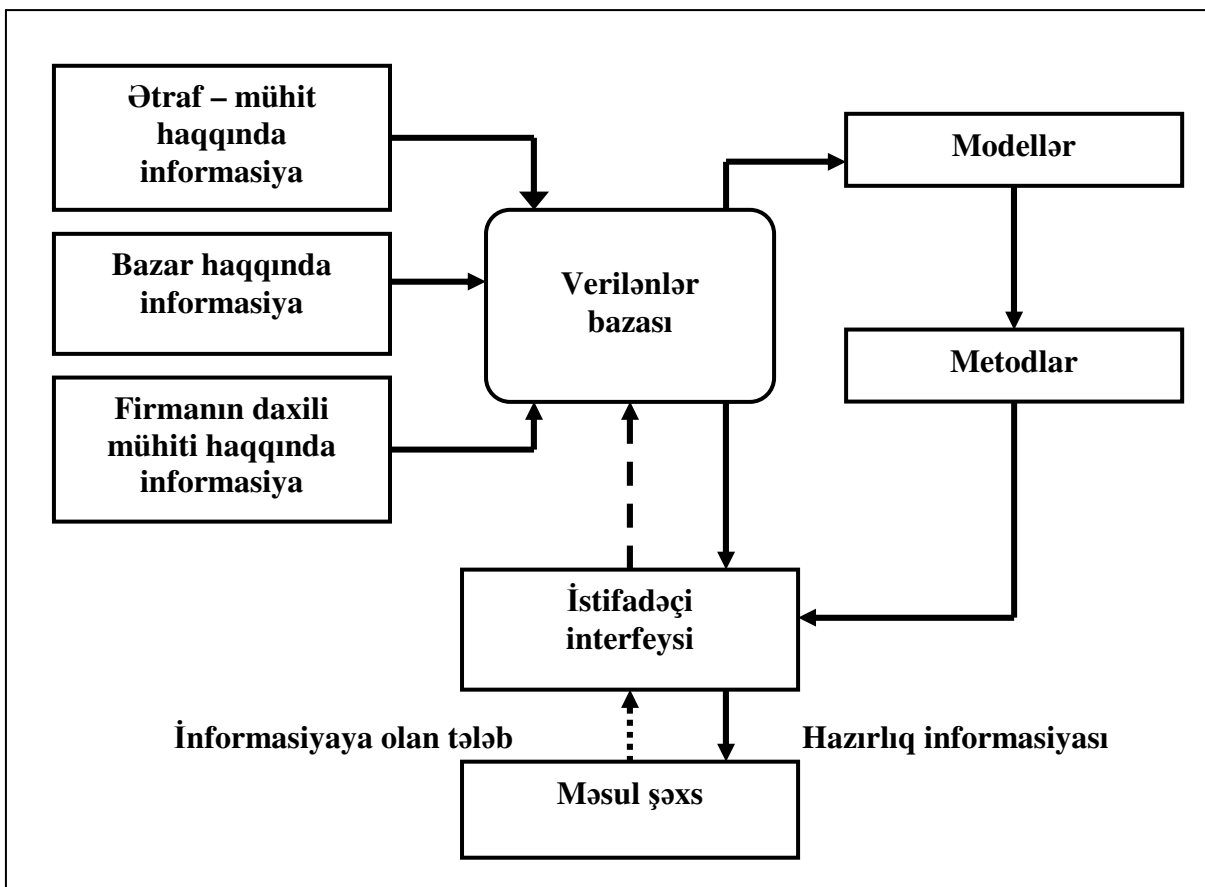 Ətraf – mühit
haqqında
informasiya
Bazar haqqında
informasiya
Firmanın daxili
mühiti haqqında
informasiya
Verilənlər
bazası
Modellər
Metodlar
İstifadəçi
interfeysi
İnformasiyaya olan tələb
Hazırlıq informasiyası
Məsul şəxs